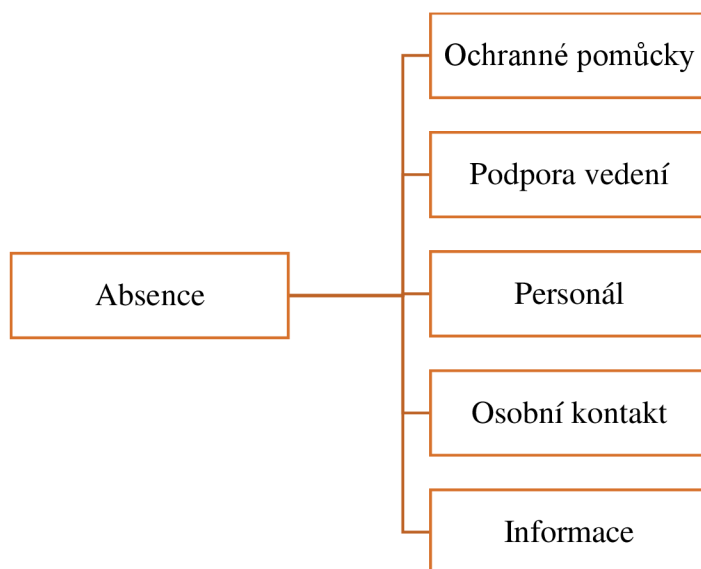 Ochranné pomůcky
Podpora vedení
Absence
Personál
Osobní kontakt
Informace